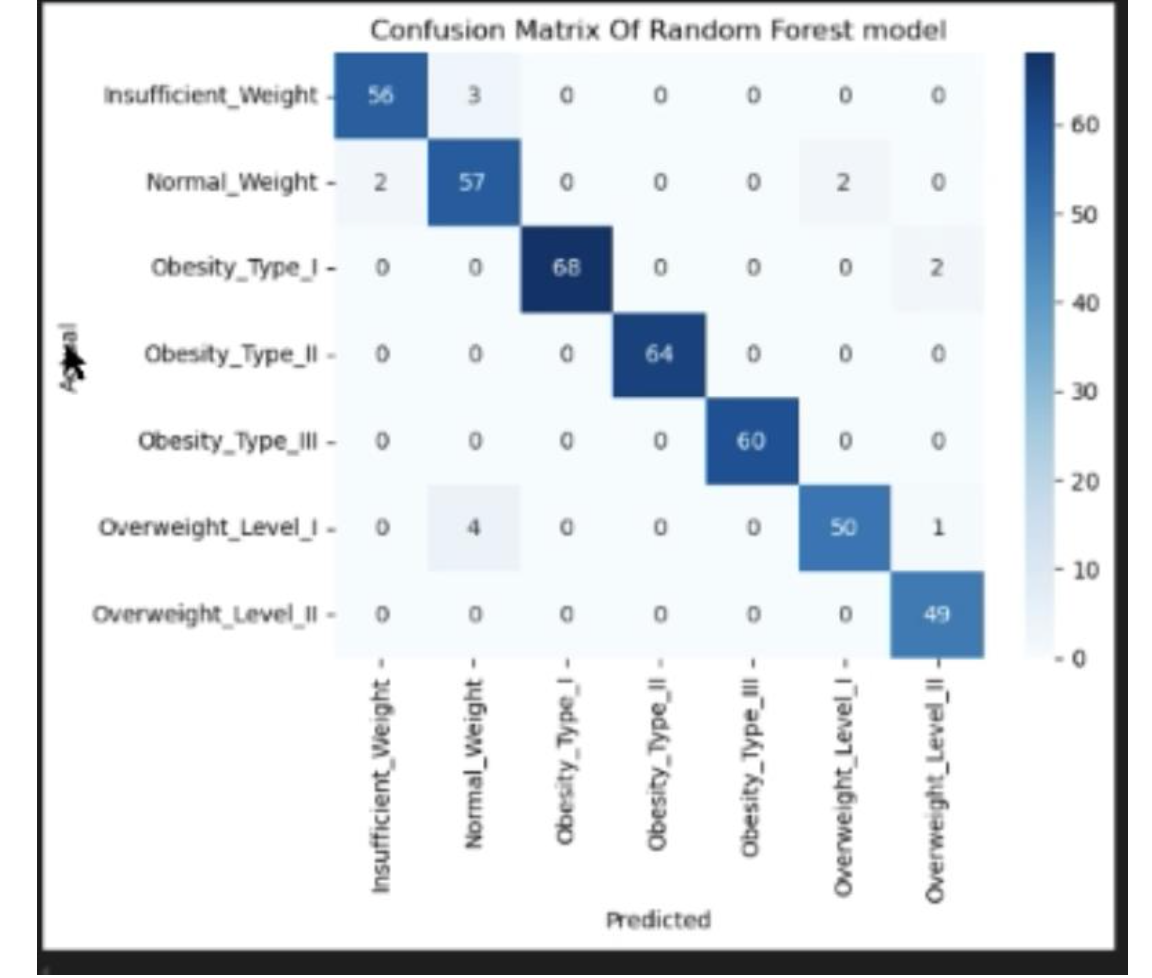 Confusion Matrix Of Random Forest model
Insufficient_Weight 56 3 0 0 0 0 0
Normal_Weight 2 57 0 0 0 2 0
Obesity_Type_I 0 0 68 0 0 0 2
Obesity_Type_II 0 0 0 64 0 0 0
Obesity_Type_III 0 0 0 0 60 0 0
Overweight_Level_I 0 4 0 0 0 50 1
Overweight_Level_II 0 0 0 0 0 0 49
Actual
Insufficient_Weight
Normal_Weight
Obesity_Type_I
Obesity_Type_II
Obesity_Type_III
Overweight_Level_I
Overweight_Level_II
Predicted
60
50
40
30
20
10
0